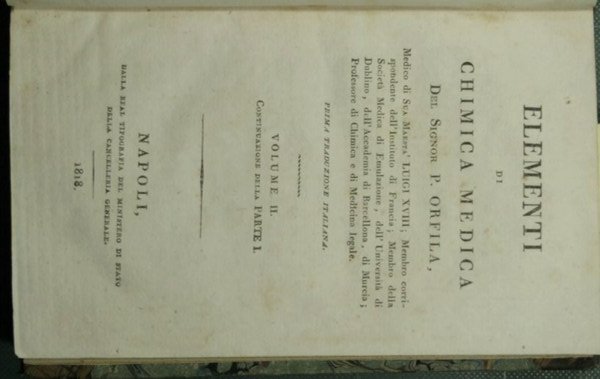 ELEMENTI
DI
CHIMICA MEDICA
DEL SIGNOR P. ORFILA,
Medico di SUA MAESTA' LUIGI XVIII; Membro corri-
spondente dell'Instituto di Francia; Membro della
Società Medica di Emulazione, dell'Università di
Dublino, dell'Accademia di Barcellona, di Murcia;
Professore di Chimica e di Medicina legale.
PRIMA TRADUZIONE ITALIANA.
VOLUME II.
CONTINUAZIONE DELLA PARTE I.
NAPOLI,
DALLA REAL TIPOGRAFIA DEL MINISTERO DI STATO
DELLA CANCELLERIA GENERALE.
1818.